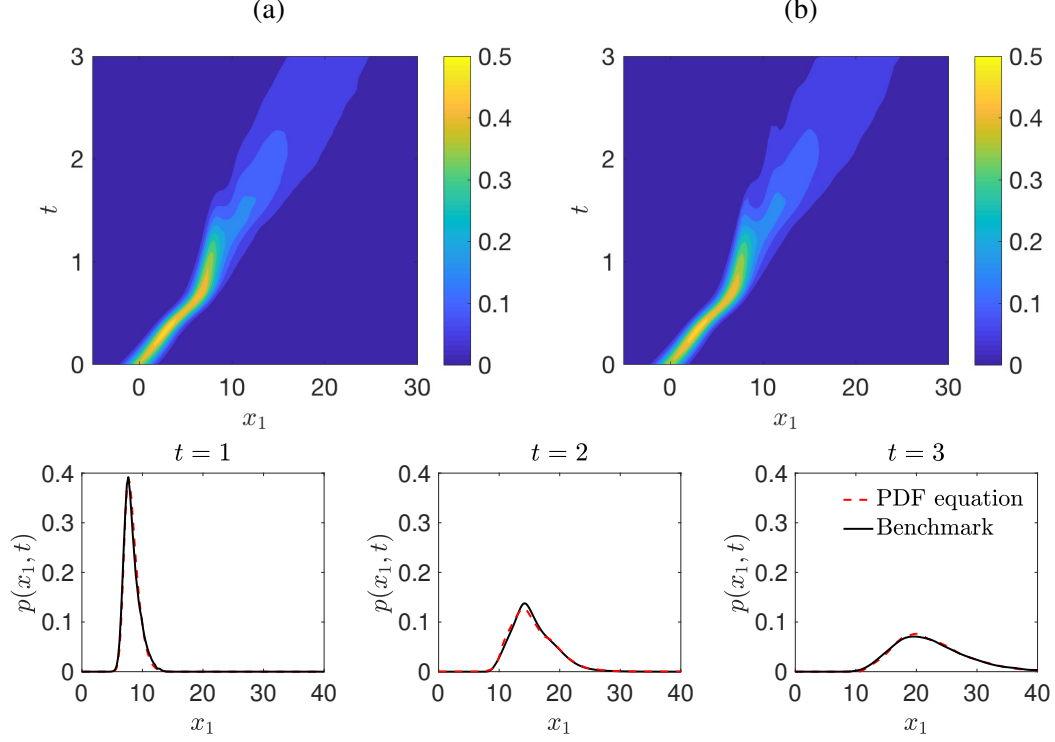 (a) (b)
3 0.5 3 0.5
0.4 0.4
2 2
0.3 0.3
t t
0.2 0.2
1 1
0.1 0.1
0 0 0 0
0 10 20 30 0 10 20 30
x₁ x₁
t = 1 t = 2 t = 3
0.4 0.4 0.4
PDF equation
0.3 0.3 0.3
Benchmark
p(x₁, t) p(x₁, t) p(x₁, t)
0.2 0.2 0.2
0.1 0.1 0.1
0 0 0
0 10 20 30 40 0 10 20 30 40 0 10 20 30 40
x₁ x₁ x₁